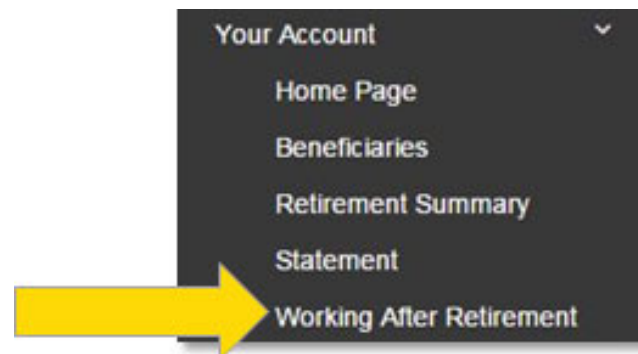 Your Account
Home Page
Beneficiaries
Retirement Summary
Statement
Working After Retirement